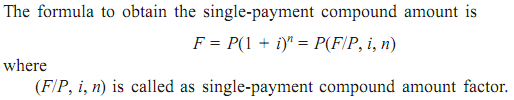 The formula to obtain the single-payment compound amount is
F = P(1 + i)ⁿ = P(F/P, i, n)
where
(F/P, i, n) is called as single-payment compound amount factor.